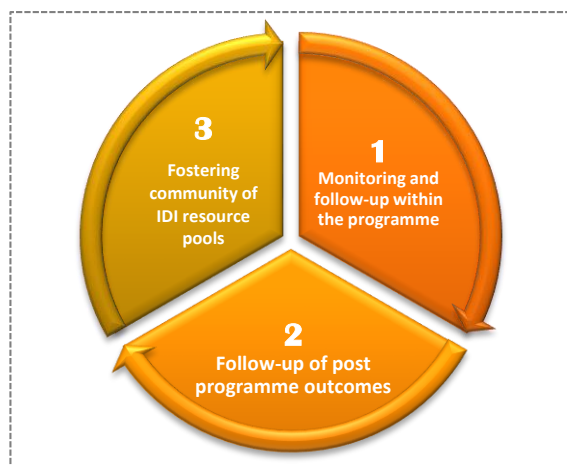 1
Monitoring and
follow-up within
the programme
2
Follow-up of post
programme outcomes
3
Fostering
community of
IDI resource
pools